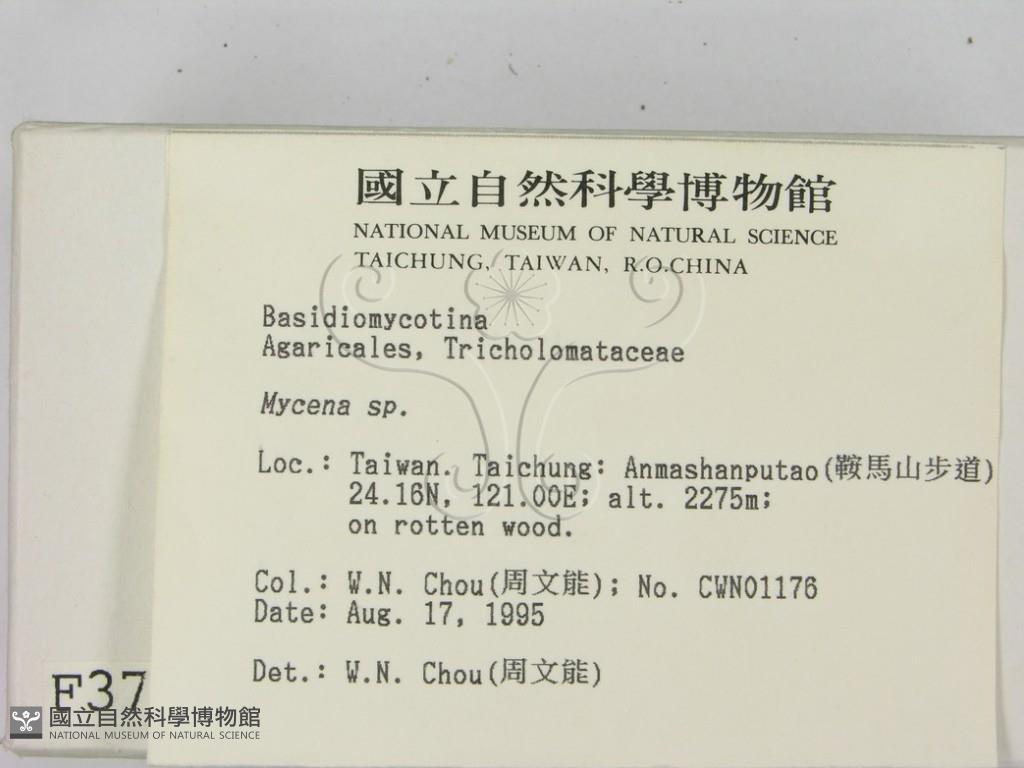 國立自然科學博物館
NATIONAL MUSEUM OF NATURAL SCIENCE
TAICHUNG, TAIWAN, R.O.CHINA
Basidiomycotina
Agaricales, Tricholomataceae
Mycena sp.
Loc.: Taiwan. Taichung: Anmashanputao(鞍馬山步道)
24.16N, 121.00E; alt. 2275m;
on rotten wood.
Col.: W.N. Chou(周文能); No. CWN01176
Date: Aug. 17, 1995
Det.: W.N. Chou(周文能)
F37
國立自然科學博物館
NATIONAL MUSEUM OF NATURAL SCIENCE